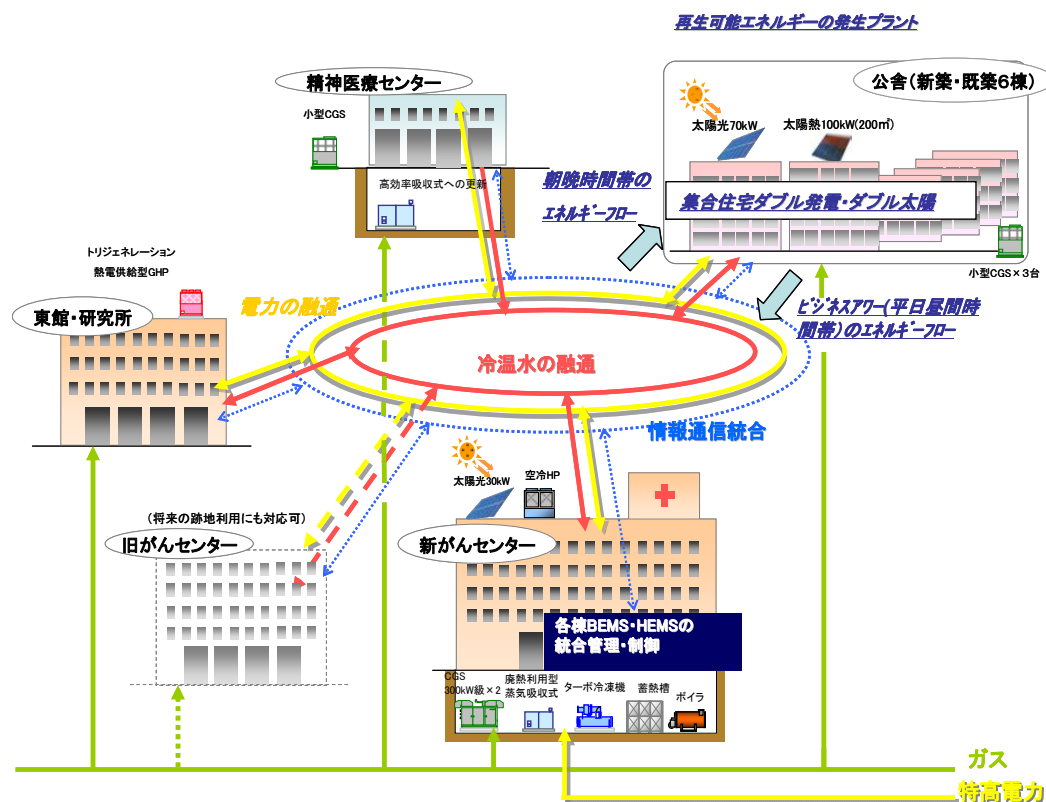 再生可能エネルギーの発生プラント
精神医療センター
公舎(新築・既築6棟)
小型CGS
太陽光70kW
太陽熱100kW(200㎡)
高効率吸収式への更新
朝晩時間帯の
エネルギーフロー
集合住宅ダブル発電・ダブル太陽
トリジェネレーション
熱電供給型GHP
小型CGS×3台
東館・研究所
電力の融通
ビジネスアワー(平日昼間時
間帯)のエネルギーフロー
冷温水の融通
情報通信統合
太陽光30kW
空冷HP
(将来の跡地利用にも対応可)
旧がんセンター
新がんセンター
各棟BEMS・HEMSの
統合管理・制御
CGS
300kW級×2
廃熱利用型
蒸気吸収式
ターボ冷凍機
蓄熱槽
ボイラ
ガス
特高電力